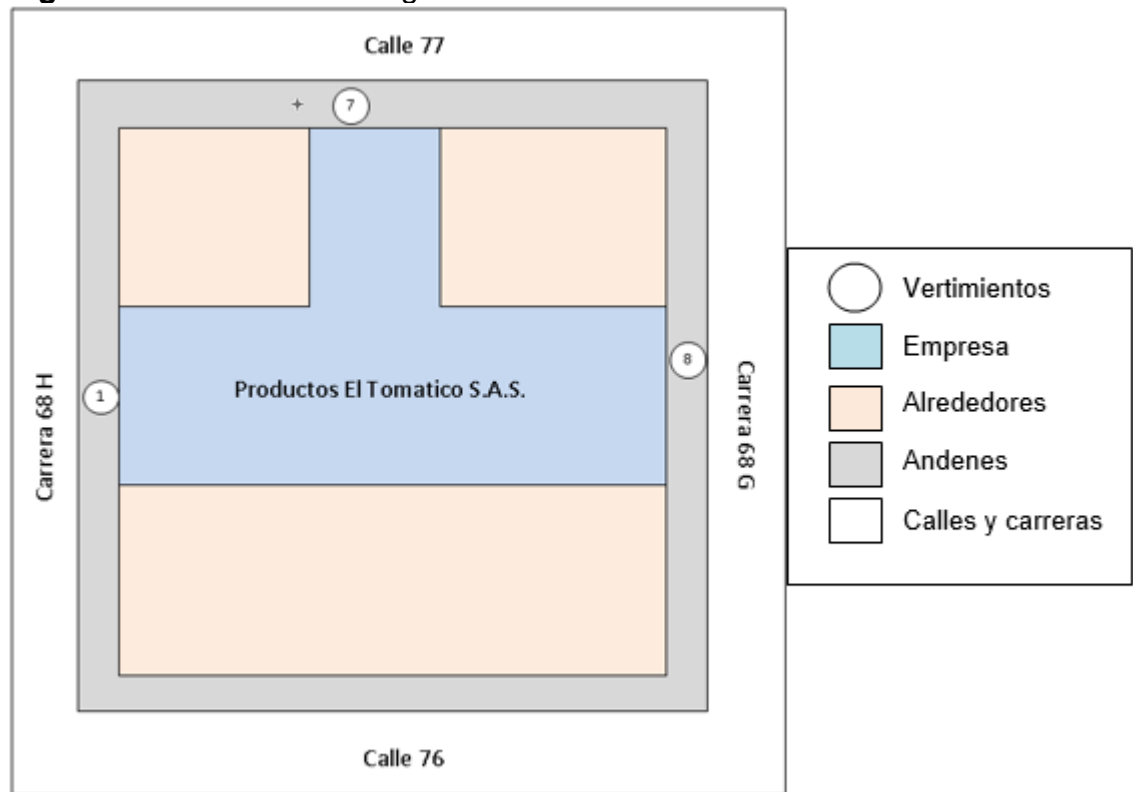 Calle 77
7
Productos El Tomatico S.A.S.
1
8
Carrera 68 H
Carrera 68 G
Calle 76
Vertimientos
Empresa
Alrededores
Andenes
Calles y carreras